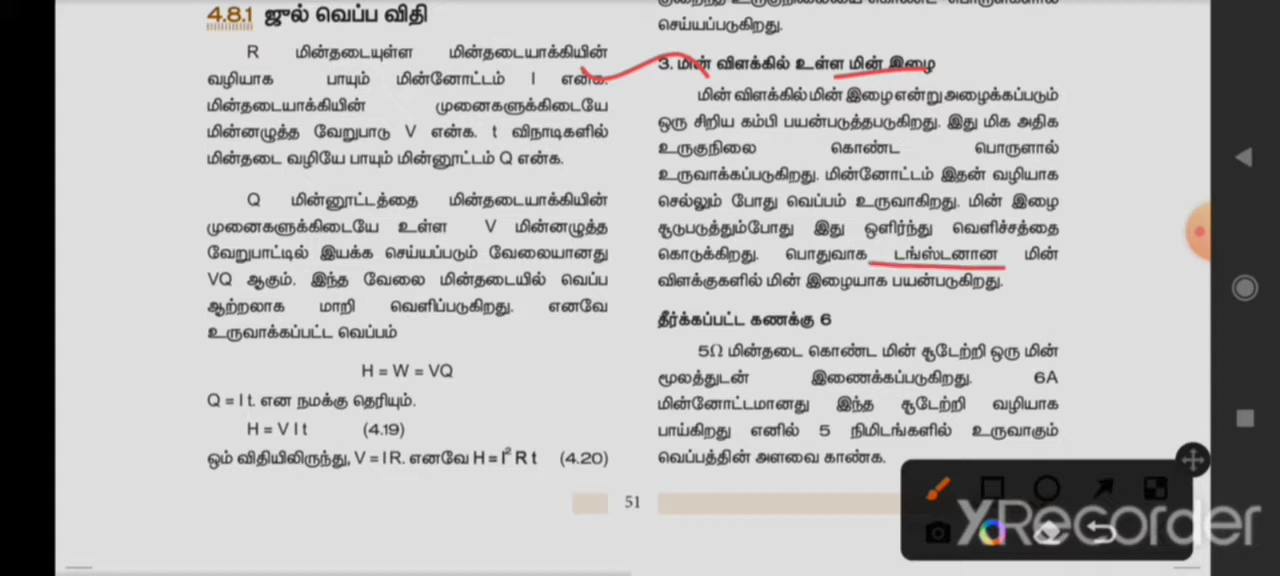 4.8.1 ஜுல் வெப்ப விதி
R மின்தடையுள்ள மின்தடையாக்கியின்
வழியாக பாயும் மின்னோட்டம் I என்க.
மின்தடையாக்கியின் முனைகளுக்கிடையே
மின்னழுத்த வேறுபாடு V என்க. t வினாடிகளில்
மின்தடை வழியே பாயும் மின்னூட்டம் Q என்க.
Q மின்னூட்டத்தை மின்தடையாக்கியின்
முனைகளுக்கிடையே உள்ள V மின்னழுத்த
வேறுபாட்டில் இயக்க செய்யப்படும் வேலையானது
VQ ஆகும். இந்த வேலை மின்தடையில் வெப்ப
ஆற்றலாக மாறி வெளிப்படுகிறது. எனவே
உருவாக்கப்பட்ட வெப்பம்
H = W = VQ
Q = I t. என நமக்கு தெரியும்.
H = V I t (4.19)
ஓம் விதியிலிருந்து, V = I R. எனவே H = I² R t (4.20)
செய்யப்படுகிறது.
3. மின் விளக்கில் உள்ள மின் இழை
மின் விளக்கில் மின் இழை என்று அழைக்கப்படும்
ஒரு சிறிய கம்பி பயன்படுத்தபடுகிறது. இது மிக அதிக
உருகுநிலை கொண்ட பொருளால்
உருவாக்கப்படுகிறது. மின்னோட்டம் இதன் வழியாக
செல்லும் போது வெப்பம் உருவாகிறது. மின் இழை
சூடுபடுத்தும்போது இது ஒளிர்ந்து வெளிச்சத்தை
கொடுக்கிறது. பொதுவாக டங்ஸ்டனான மின்
விளக்குகளில் மின் இழையாக பயன்படுகிறது.
தீர்க்கப்பட்ட கணக்கு 6
5Ω மின்தடை கொண்ட மின் சூடேற்றி ஒரு மின்
மூலத்துடன் இணைக்கப்படுகிறது. 6A
மின்னோட்டமானது இந்த சூடேற்றி வழியாக
பாய்கிறது எனில் 5 நிமிடங்களில் உருவாகும்
வெப்பத்தின் அளவை காண்க.
51
XRecorder